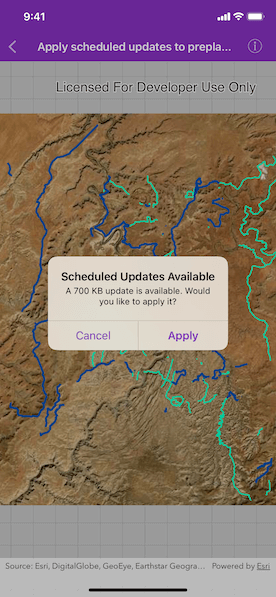 9:41
Apply scheduled updates to prepla...
Licensed For Developer Use Only
Scheduled Updates Available
A 700 KB update is available. Would
you like to apply it?
Cancel Apply
Source: Esri, DigitalGlobe, GeoEye, Earthstar Geogra... Powered by Esri